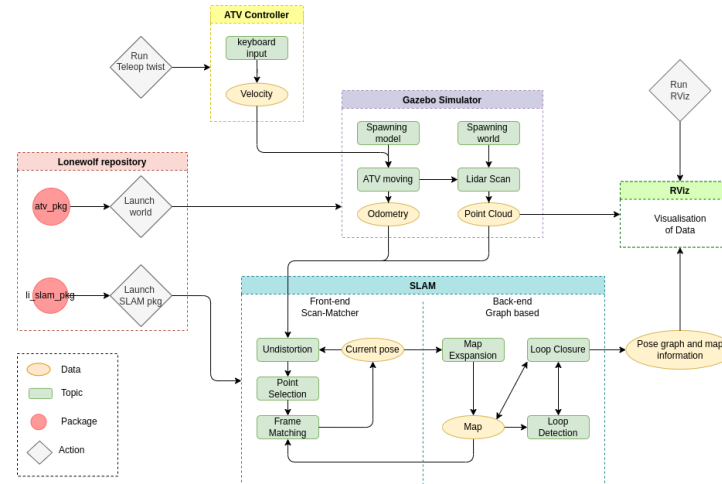 ATV Controller
keyboard
input
Velocity
Run
Teleop twist
Gazebo Simulator
Spawning
model
Spawning
world
ATV moving
Lidar Scan
Odometry
Point Cloud
Run
RViz
RViz
Visualisation
of Data
Lonewolf repository
atv_pkg
Launch
world
li_slam_pkg
Launch
SLAM pkg
SLAM
Front-end
Scan-Matcher
Back-end
Graph based
Undistortion
Current pose
Map
Exspansion
Loop Closure
Pose graph and map
information
Point
Selection
Frame
Matching
Map
Loop
Detection
Data
Topic
Package
Action